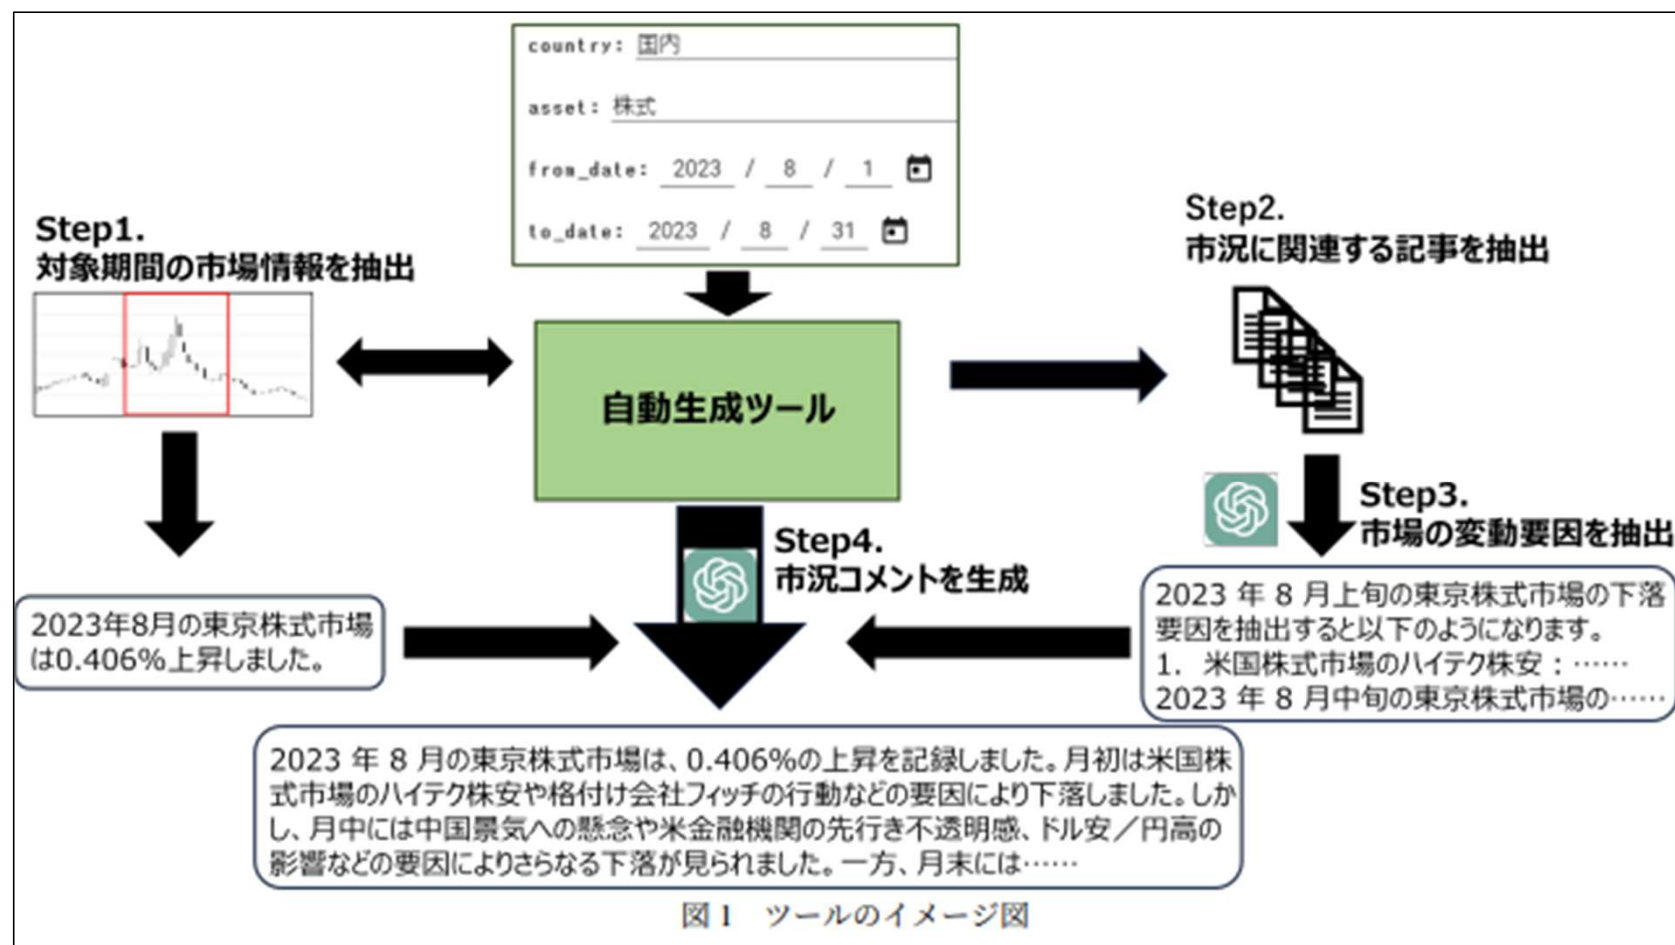 country: 国内
asset: 株式
from_date: 2023 / 8 / 1
to_date: 2023 / 8 / 31
Step1.
対象期間の市場情報を抽出
Step2.
市況に関連する記事を抽出
自動生成ツール
Step3.
市場の変動要因を抽出
Step4.
市況コメントを生成
2023年8月の東京株式市場
は0.406%上昇しました。
2023 年 8 月上旬の東京株式市場の下落
要因を抽出すると以下のようになります。
1. 米国株式市場のハイテク株安：……
2023 年 8 月中旬の東京株式市場の……
2023 年 8 月の東京株式市場は、0.406%の上昇を記録しました。月初は米国株
式市場のハイテク株安や格付け会社フィッチの行動などの要因により下落しました。しか
し、月中には中国景気への懸念や米金融機関の先行き不透明感、ドル安／円高の
影響などの要因によりさらなる下落が見られました。一方、月末には……
図 1　ツールのイメージ図